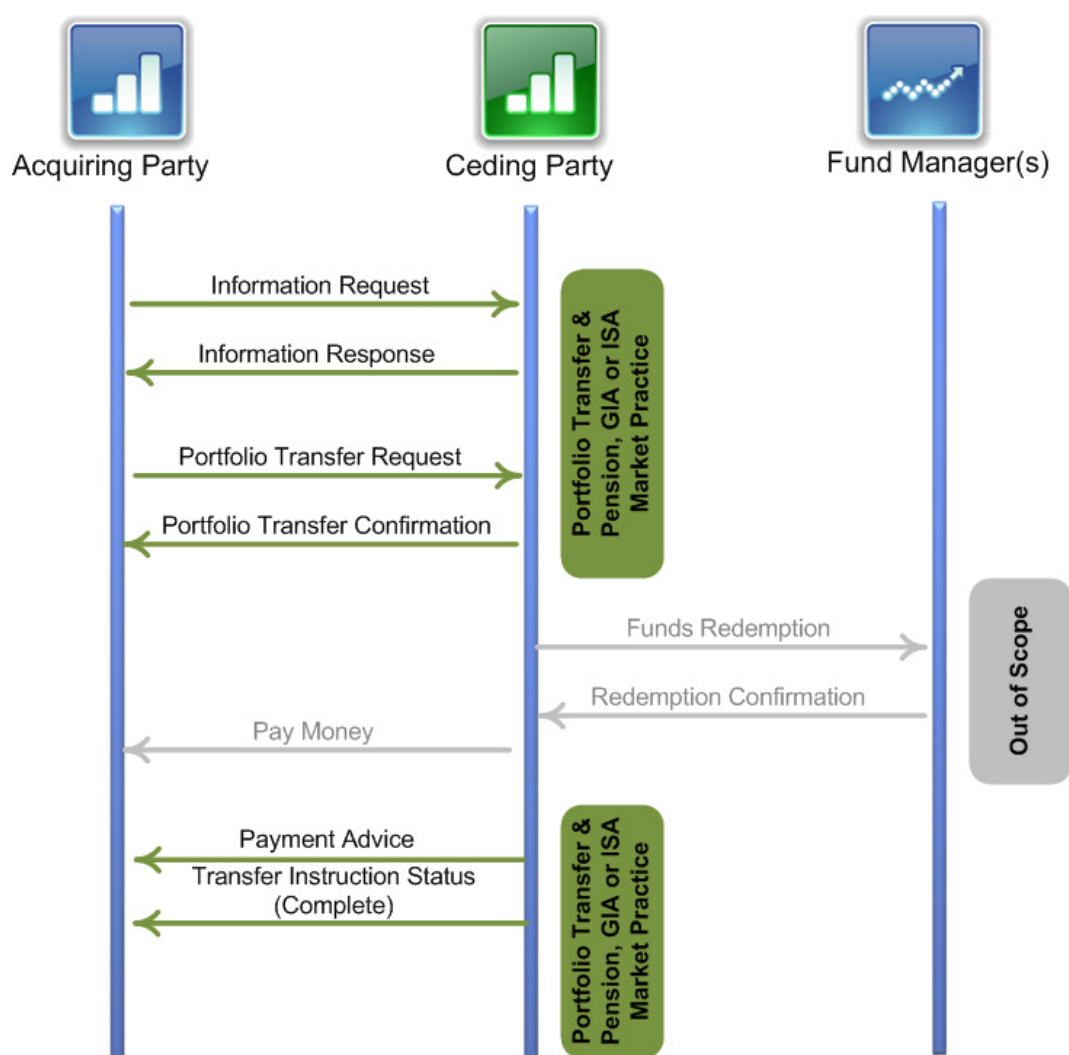 Acquiring Party
Ceding Party
Fund Manager(s)
Information Request
Information Response
Portfolio Transfer Request
Portfolio Transfer Confirmation
Portfolio Transfer &
Pension, GIA or ISA
Market Practice
Funds Redemption
Redemption Confirmation
Pay Money
Out of Scope
Payment Advice
Transfer Instruction Status
(Complete)
Portfolio Transfer &
Pension, GIA or ISA
Market Practice